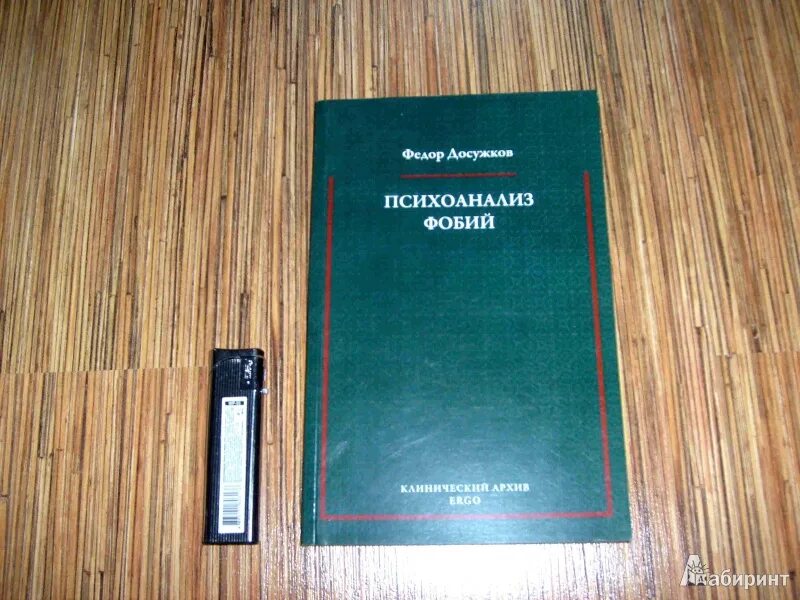 Федор Досужков
ПСИХОАНАЛИЗ
ФОБИЙ
КЛИНИЧЕСКИЙ АРХИВ
ERGO
Лабиринт